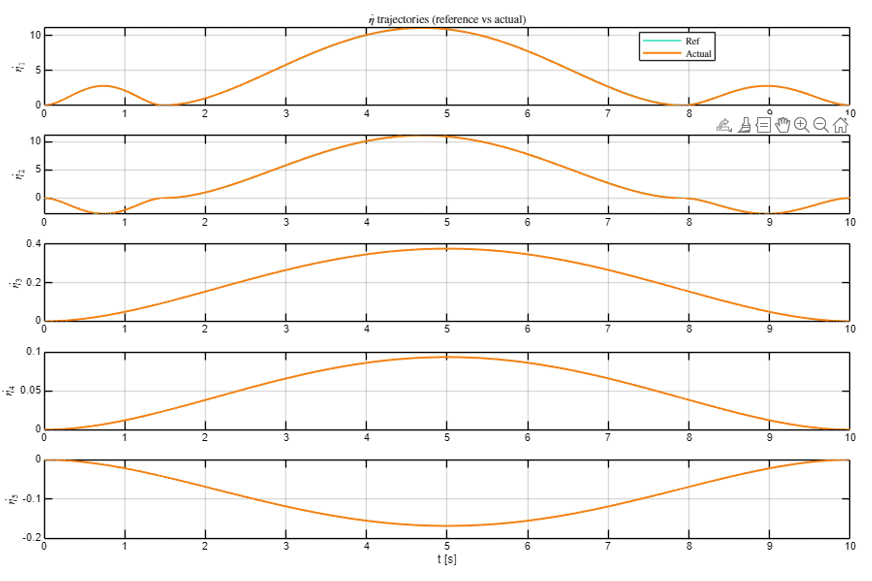 η̇ trajectories (reference vs actual)
Ref
Actual
η̇₁
10
5
0
0 1 2 3 4 5 6 7 8 9 10
η̇₂
10
5
0
0 1 2 3 4 5 6 7 8 9 10
η̇₃
0.4
0.2
0
0 1 2 3 4 5 6 7 8 9 10
η̇₄
0.1
0.05
0
0 1 2 3 4 5 6 7 8 9 10
η̇₅
0
-0.1
-0.2
0 1 2 3 4 5 6 7 8 9 10
t [s]